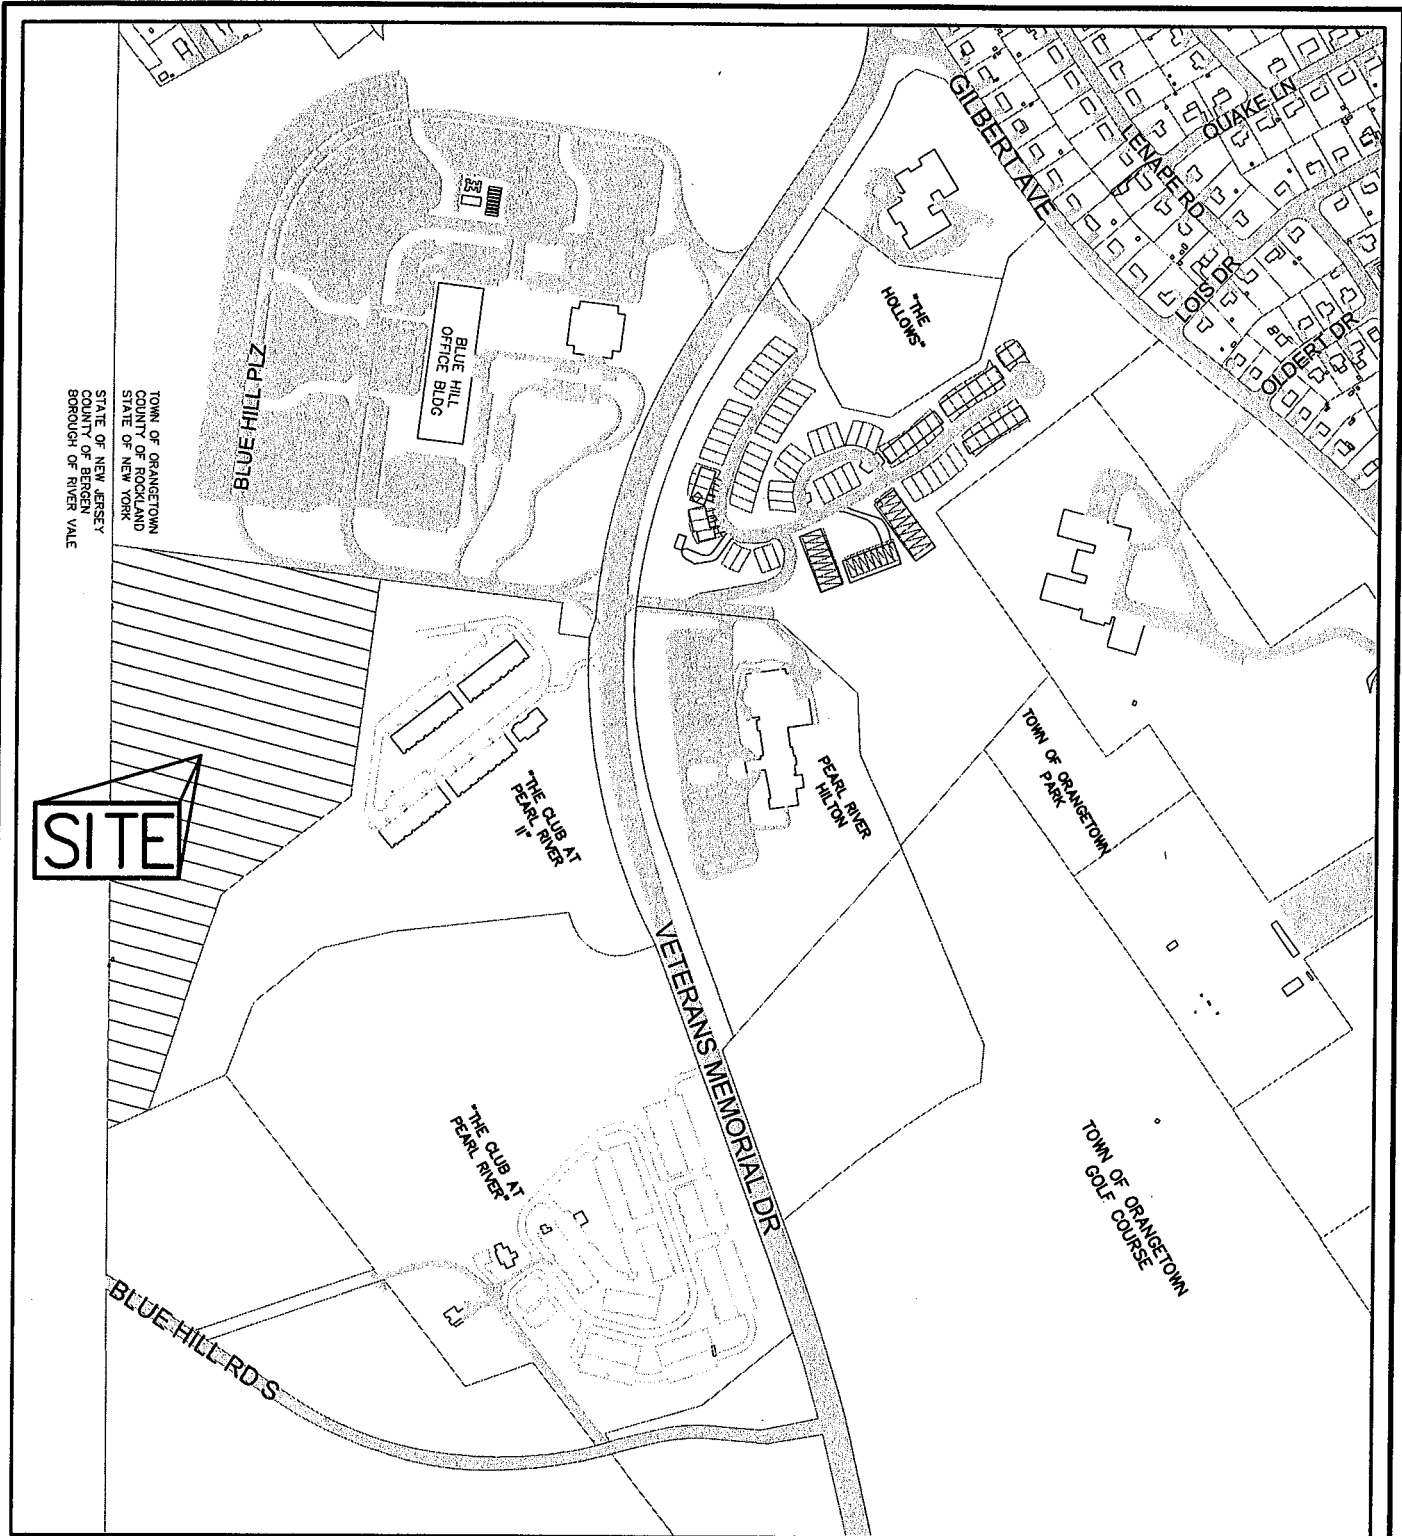 GILBERT AVE
QUAKE LN
LENAPE RD
LOIS DR
OLDERT DR
"THE
HOLLOWS"
BLUE HILL
OFFICE BLDG
BLUE HILL PLZ
TOWN OF ORANGETOWN
COUNTY OF ROCKLAND
STATE OF NEW YORK
STATE OF NEW JERSEY
COUNTY OF BERGEN
BOROUGH OF RIVER VALE
SITE
"THE CLUB AT
PEARL RIVER
II"
PEARL RIVER
HILTON
TOWN OF ORANGETOWN
PARK
VETERANS MEMORIAL DR
"THE CLUB AT
PEARL RIVER"
TOWN OF ORANGETOWN
GOLF COURSE
BLUE HILL RD S